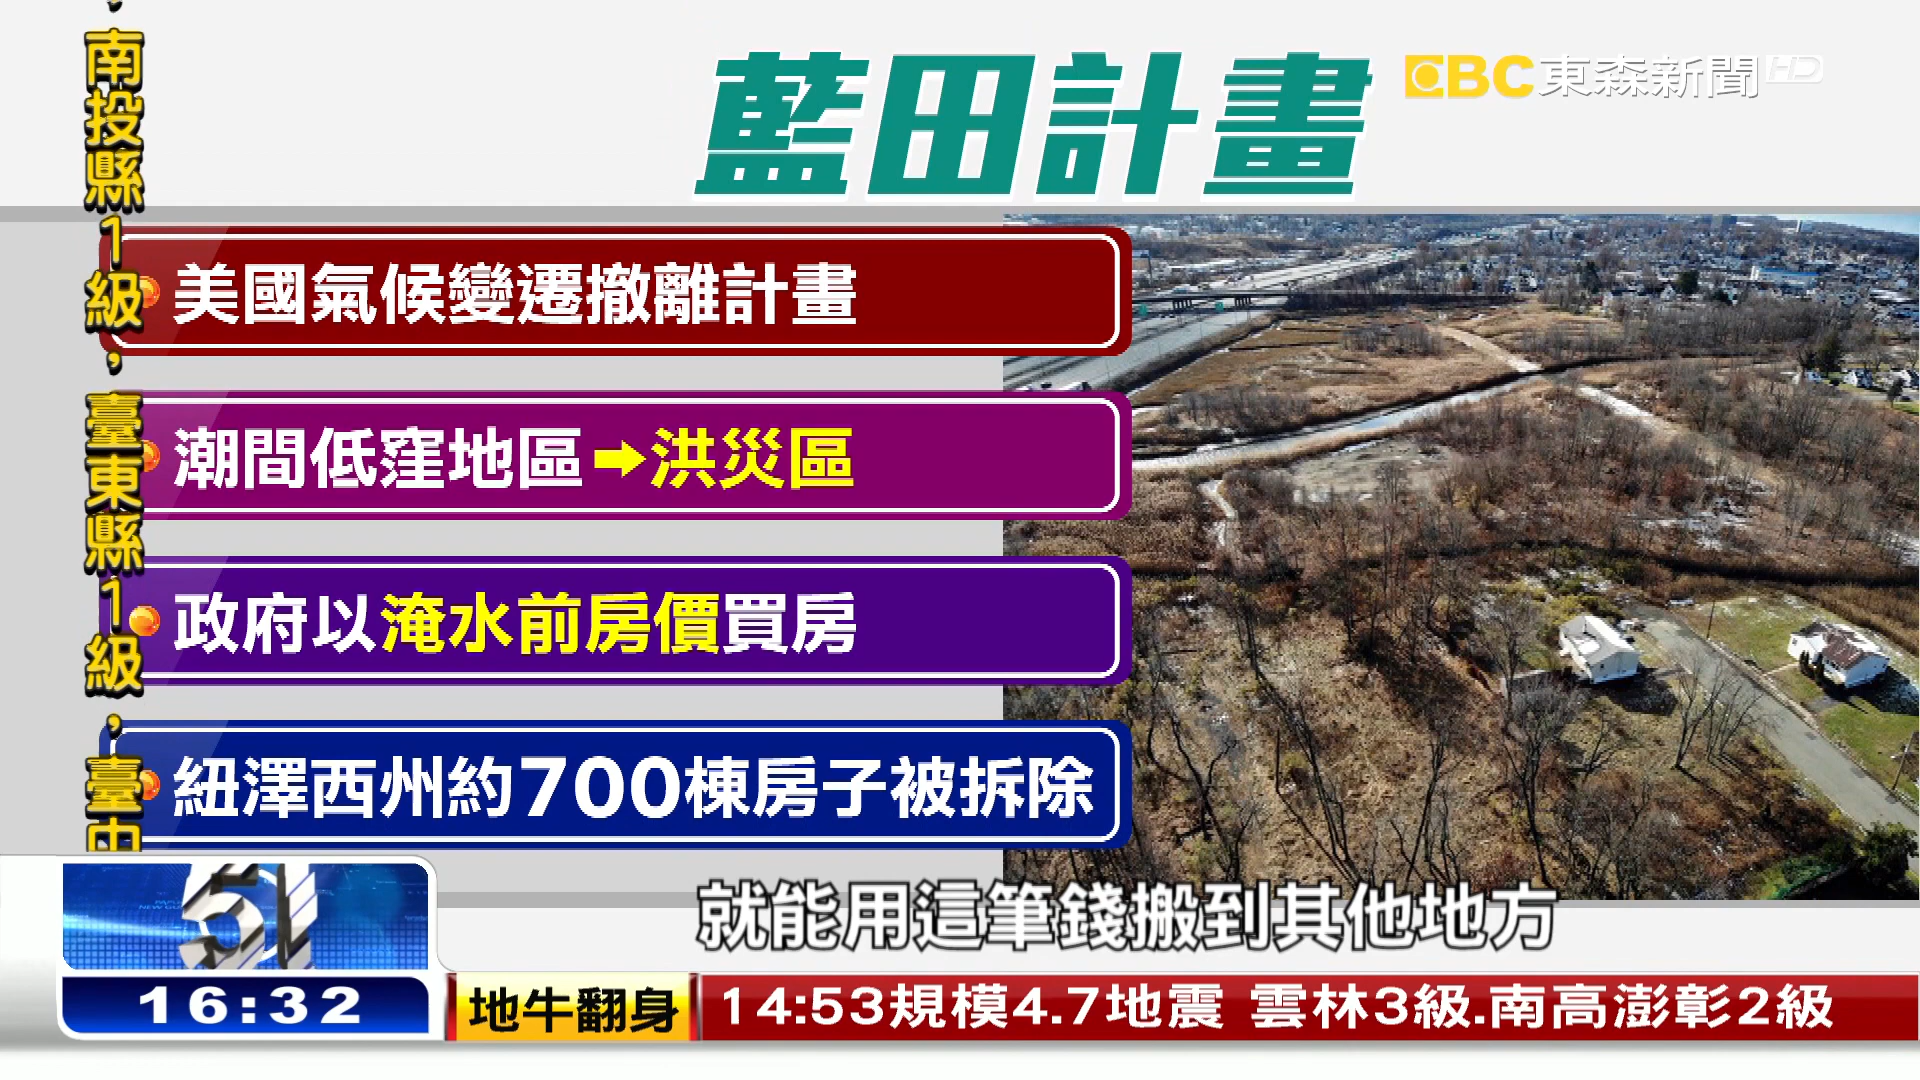 藍田計畫
EBC東森新聞HD
美國氣候變遷撤離計畫
潮間低窪地區➡洪災區
政府以淹水前房價買房
紐澤西州約700棟房子被拆除
，南投縣1級，臺東縣1級，臺中
就能用這筆錢搬到其他地方
51
16:32
地牛翻身
14:53規模4.7地震 雲林3級.南高澎彰2級